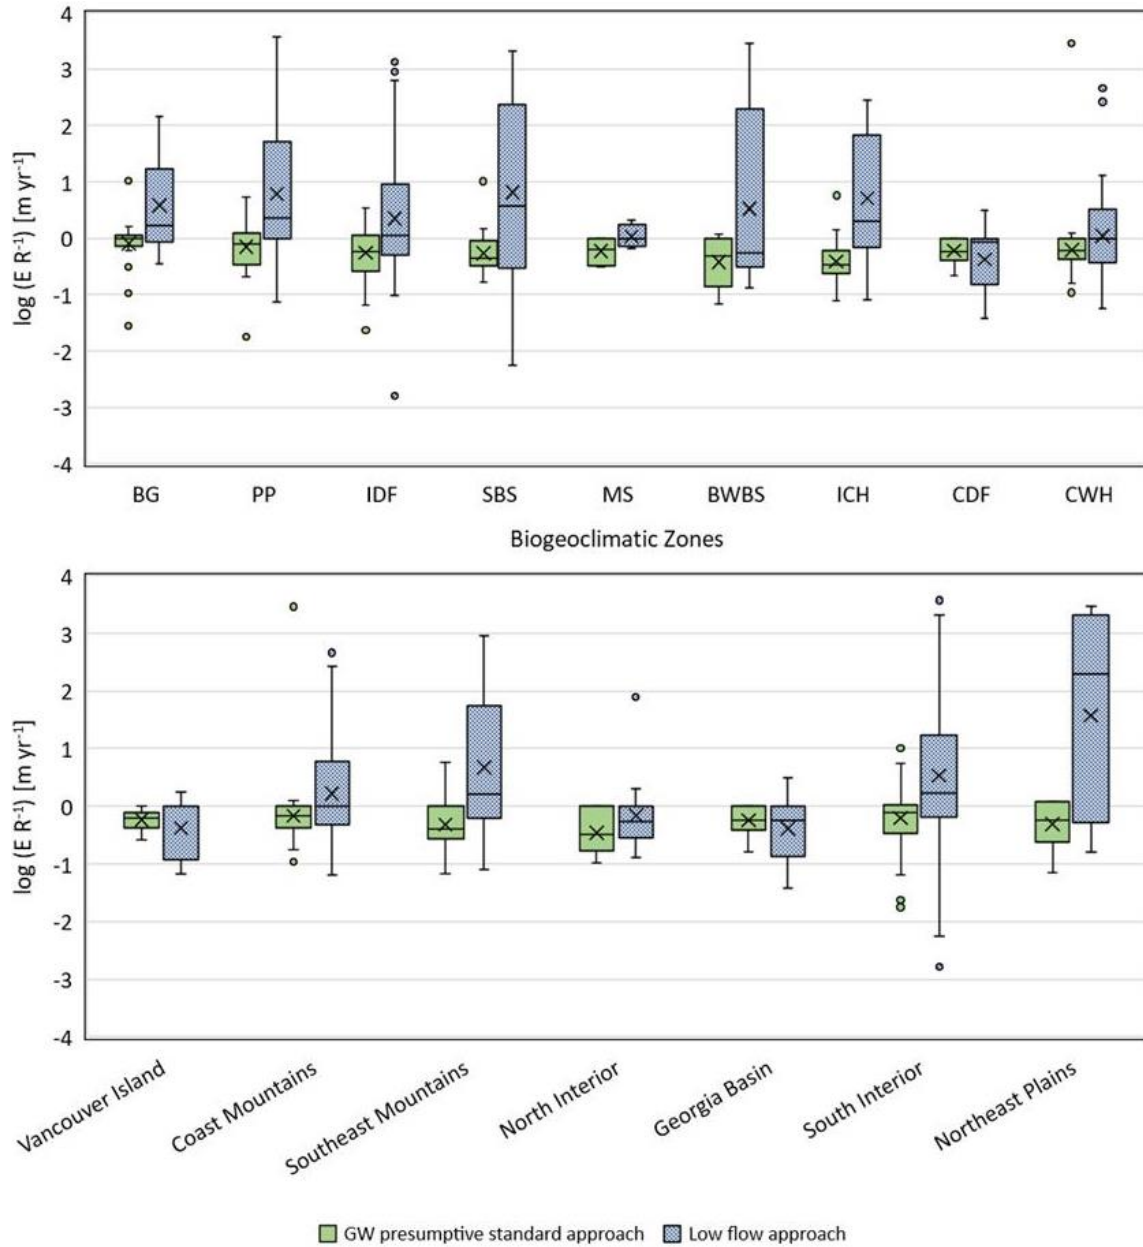 4
3
2
1
0
-1
-2
-3
-4
log (E R⁻¹) [m yr⁻¹]
BG PP IDF SBS MS BWBS ICH CDF CWH
Biogeoclimatic Zones
4
3
2
1
0
-1
-2
-3
-4
log (E R⁻¹) [m yr⁻¹]
Vancouver Island
Coast Mountains
Southeast Mountains
North Interior
Georgia Basin
South Interior
Northeast Plains
GW presumptive standard approach Low flow approach